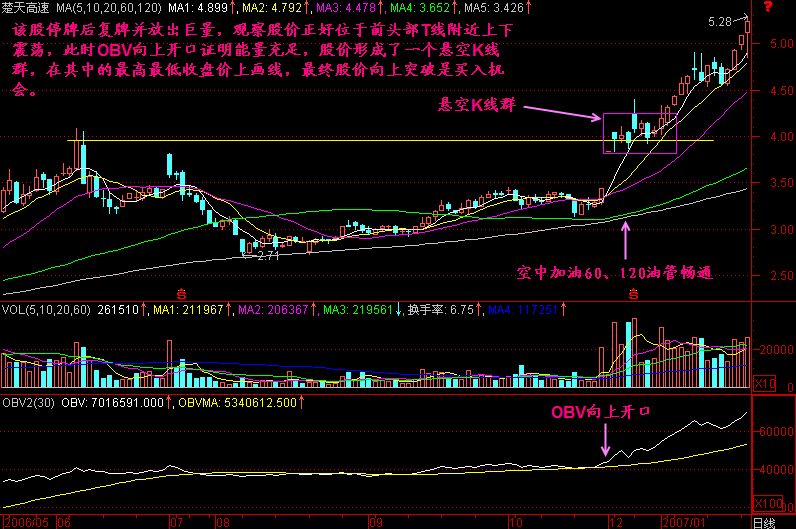 楚天高速 MA(5,10,20,60,120) MA1: 4.899↑, MA2: 4.792↑, MA3: 4.478↑, MA4: 3.652↑, MA5: 3.426↑ ?
该股停牌后复牌并放出巨量，观察股价正好位于前头部T线附近上下
震荡，此时OBV向上开口证明能量充足，股价形成了一个悬空K线
群，在其中的最高最低收盘价上画线，最终股价向上突破是买入机
会。
5.28
5.00
4.50
悬空K线群
4.00
3.50
3.00
2.71
空中加油60、120油管畅通
2.50
S S
VOL(5,10,20,60) 261510↑, MA1: 211967↑, MA2: 206367↑, MA3: 219561↓, 换手率: 6.75↑, MA4: 117251↑
20000
10000
X10
OBV2(30) OBV: 7016591.000↑, OBVMA: 5340612.500↑
OBV向上开口
60000
40000
20000
X100
2006/05 06 07 08 09 10 12 2007/01 日线